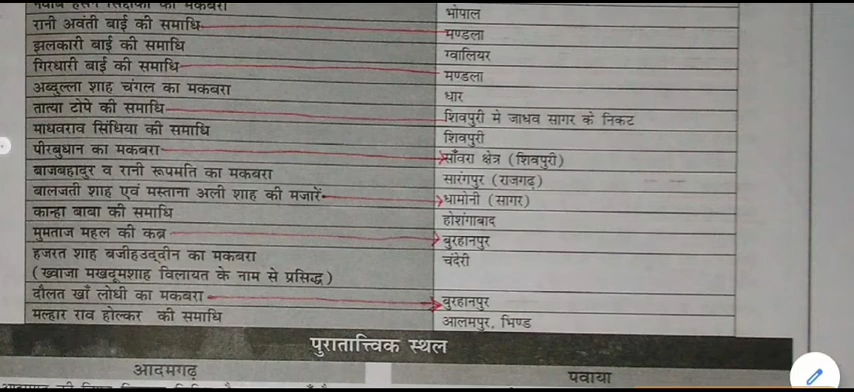 नवाब हसन सिद्दीकी का मकबरा भोपाल
रानी अवंती बाई की समाधि मण्डला
झलकारी बाई की समाधि ग्वालियर
गिरधारी बाई की समाधि मण्डला
अब्दुल्ला शाह चंगल का मकबरा धार
तात्या टोपे की समाधि शिवपुरी मे जाधव सागर के निकट
माधवराव सिंधिया की समाधि शिवपुरी
पीरबुधान का मकबरा साँवरा क्षेत्र (शिवपुरी)
बाजबहादुर व रानी रूपमति का मकबरा सारंगपुर (राजगढ़)
बालजती शाह एवं मस्ताना अली शाह की मजारें धामोनी (सागर)
कान्हा बाबा की समाधि होशंगाबाद
मुमताज महल की कब्र बुरहानपुर
हजरत शाह बजीहउद्दीन का मकबरा चंदेरी
(ख्वाजा मखदूमशाह विलायत के नाम से प्रसिद्ध)
दौलत खाँ लोधी का मकबरा बुरहानपुर
मल्हार राव होल्कर की समाधि आलमपुर, भिण्ड
पुरातात्त्विक स्थल
आदमगढ़ पवाया